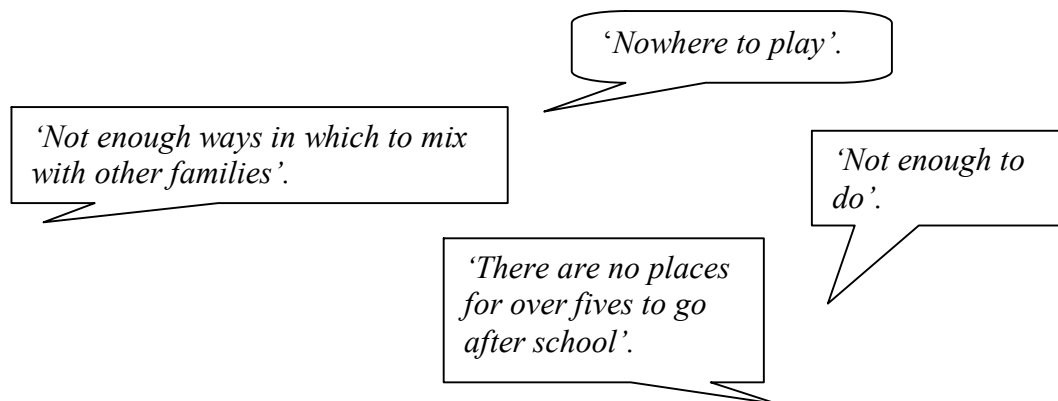 ‘Nowhere to play’.
‘Not enough ways in which to mix
with other families’.
‘Not enough to
do’.
‘There are no places
for over fives to go
after school’.